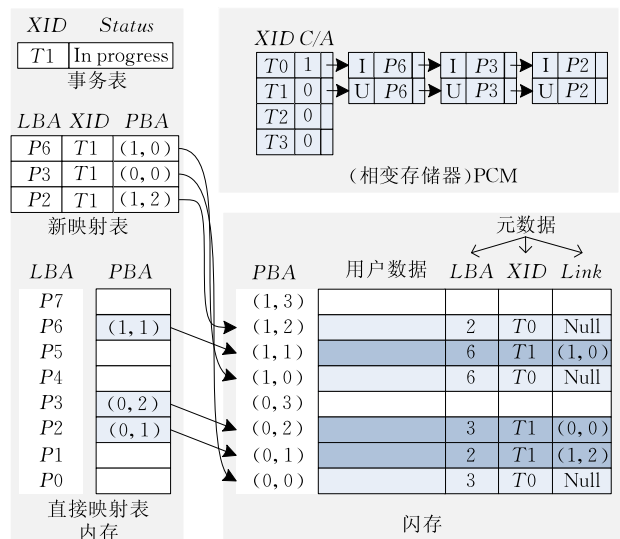 XID Status
T1 In progress
事务表
LBA XID PBA
P6 T1 (1,0)
P3 T1 (0,0)
P2 T1 (1,2)
新映射表
LBA PBA
P7
P6 (1,1)
P5
P4
P3 (0,2)
P2 (0,1)
P1
P0
直接映射表
内存
XID C/A
T0 1 I P6 I P3 I P2
T1 0 U P6 U P3 U P2
T2 0
T3 0
(相变存储器)PCM
元数据
PBA 用户数据 LBA XID Link
(1,3)
(1,2) 2 T0 Null
(1,1) 6 T1 (1,0)
(1,0) 6 T0 Null
(0,3)
(0,2) 3 T1 (0,0)
(0,1) 2 T1 (1,2)
(0,0) 3 T0 Null
闪存